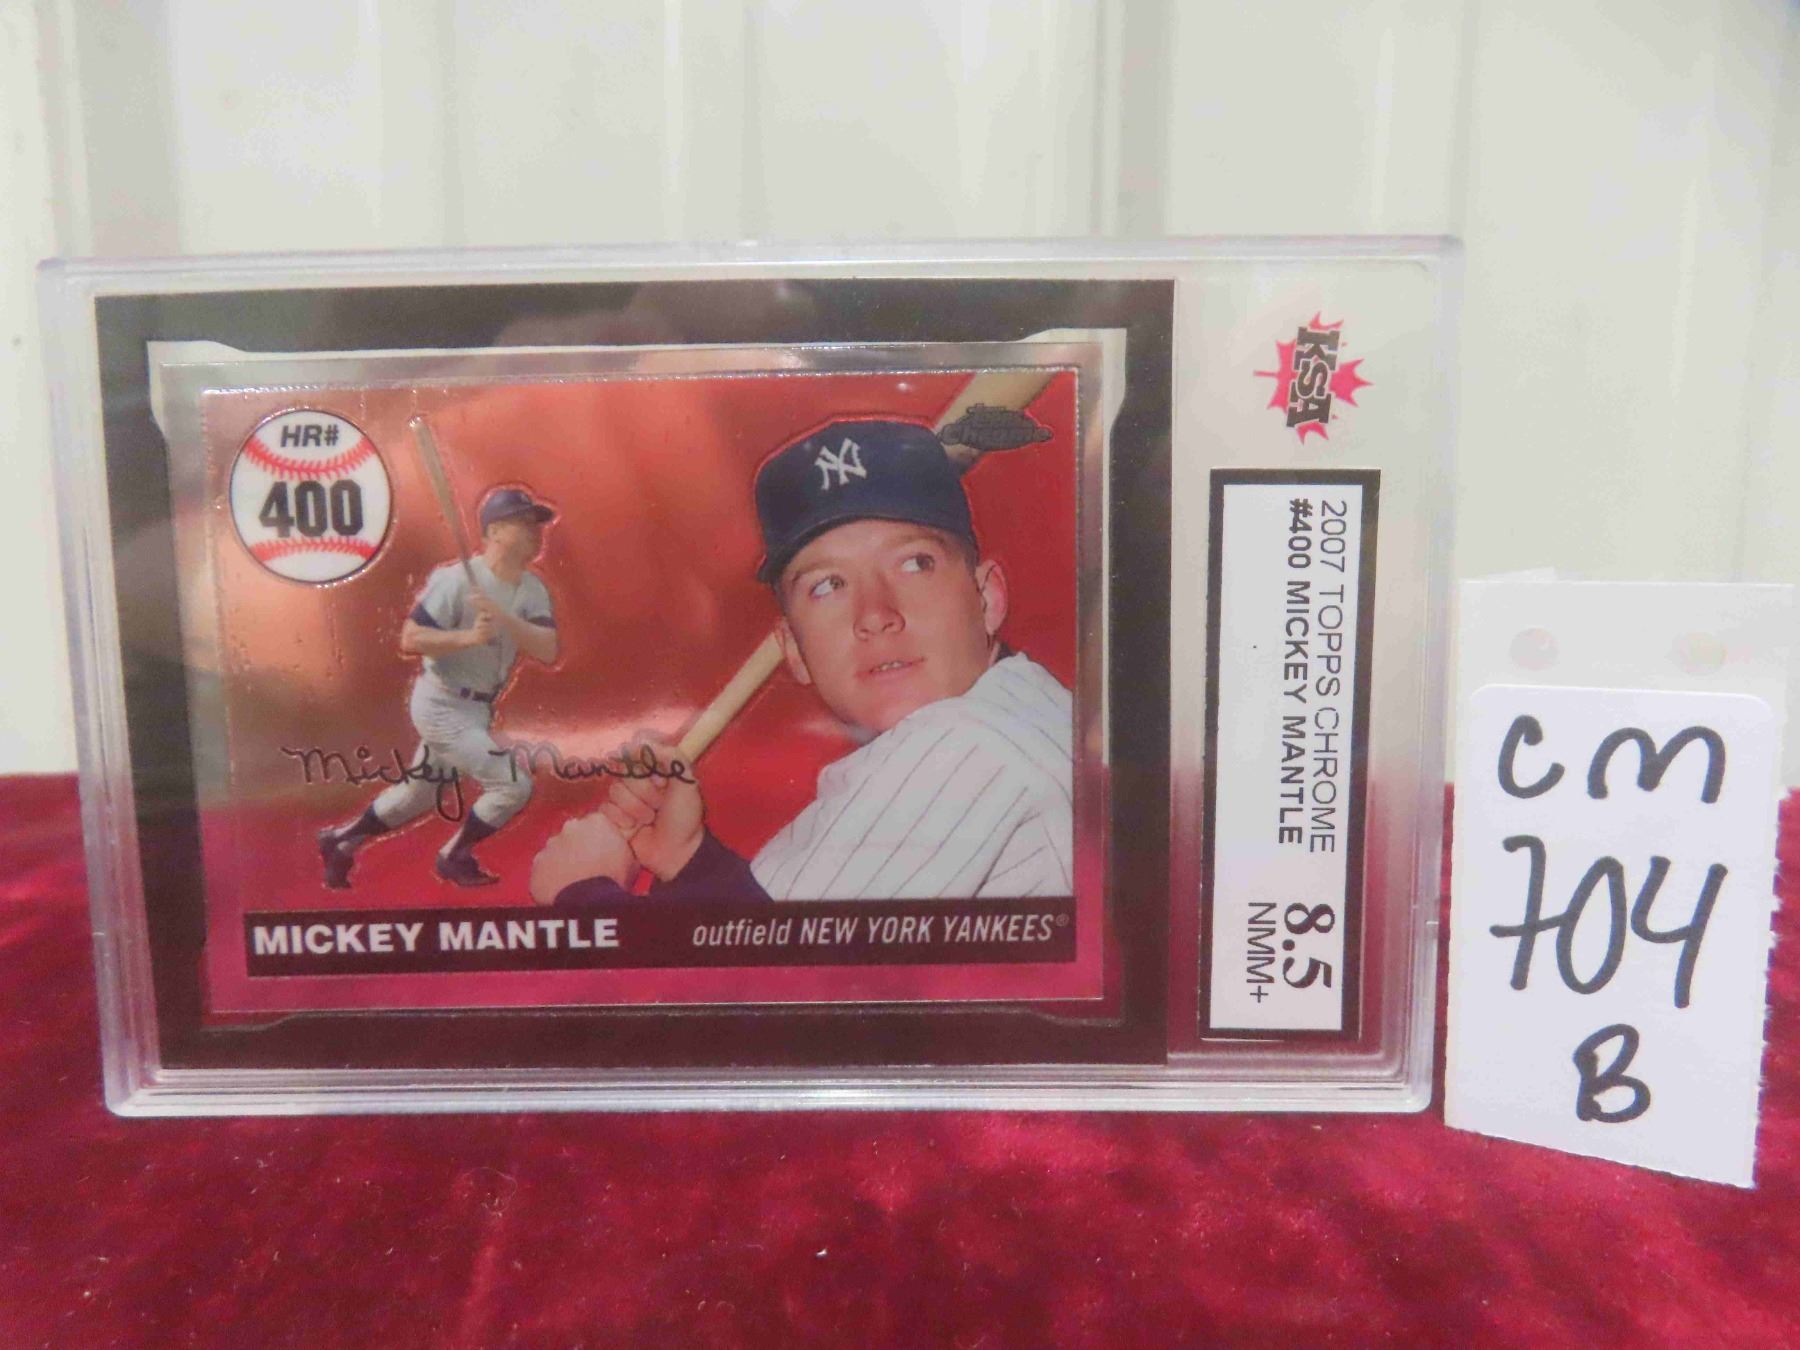 HR#
400
Topps
Chrome
Mickey Mantle
MICKEY MANTLE outfield NEW YORK YANKEES®
KSA
2007 TOPPS CHROME
#400 MICKEY MANTLE 8.5
NMM+
CM
704
B